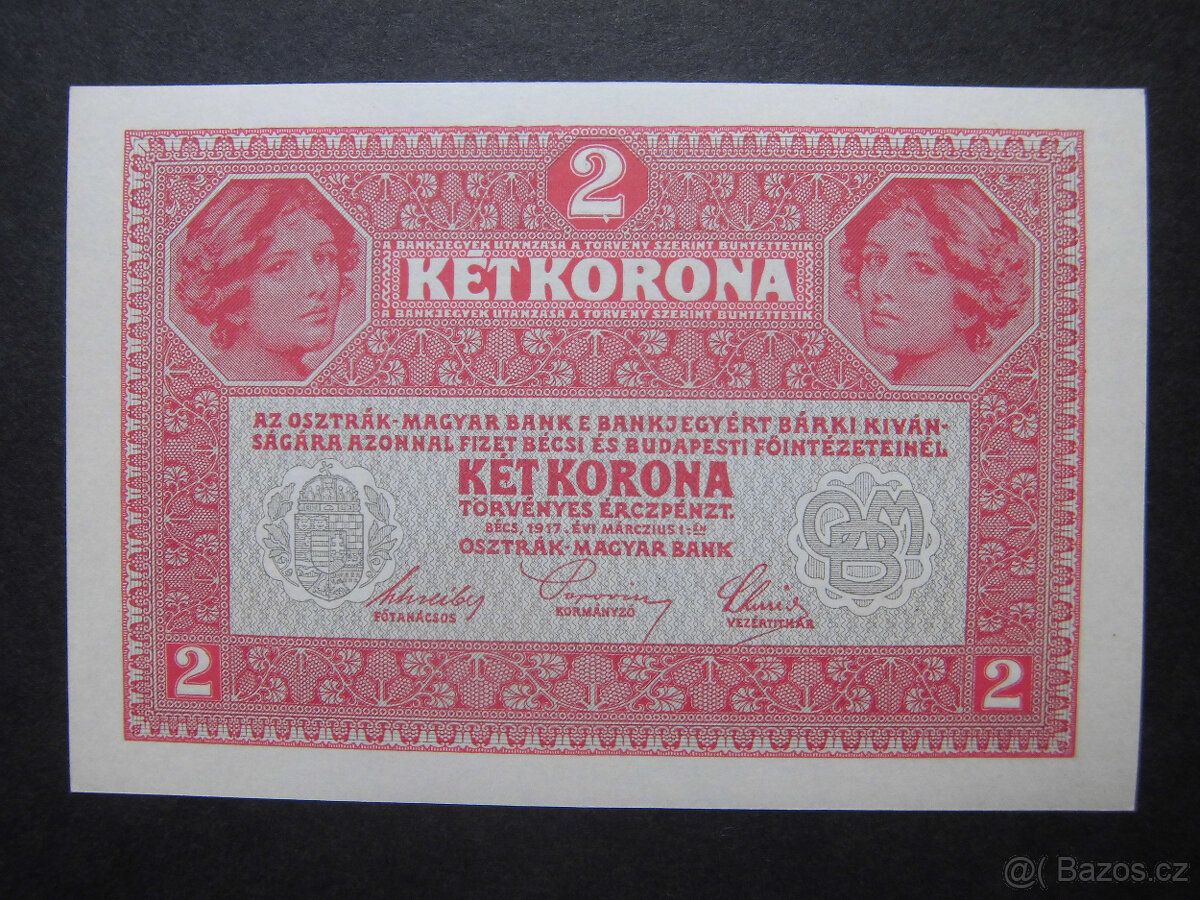 2
A BANKJEGYEK UTÁNZÁSA A TÖRVÉNY SZERINT BÜNTETTETIK
KÉT KORONA
A BANKJEGYEK UTÁNZÁSA A TÖRVÉNY SZERINT BÜNTETTETIK
AZ OSZTRÁK-MAGYAR BANK E BANKJEGYÉRT BÁRKI KIVÁN-
SÁGÁRA AZONNAL FIZET BÉCSI ÉS BUDAPESTI FŐINTÉZETEINÉL
KÉT KORONA
TÖRVÉNYES ÉRCZPÉNZT.
BÉCS, 1917. ÉVI MÁRCZIUS 1-ÉN
OSZTRÁK-MAGYAR BANK
FŐTANÁCSOS
KORMÁNYZÓ
VEZÉRTITKÁR
2
2
@( Bazos.cz